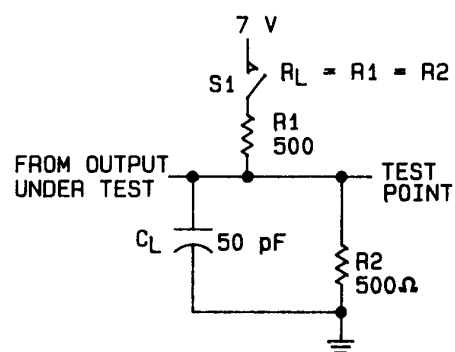 7 V
S1
RL = R1 = R2
R1
500
FROM OUTPUT
UNDER TEST
TEST
POINT
CL
50 pF
R2
500Ω